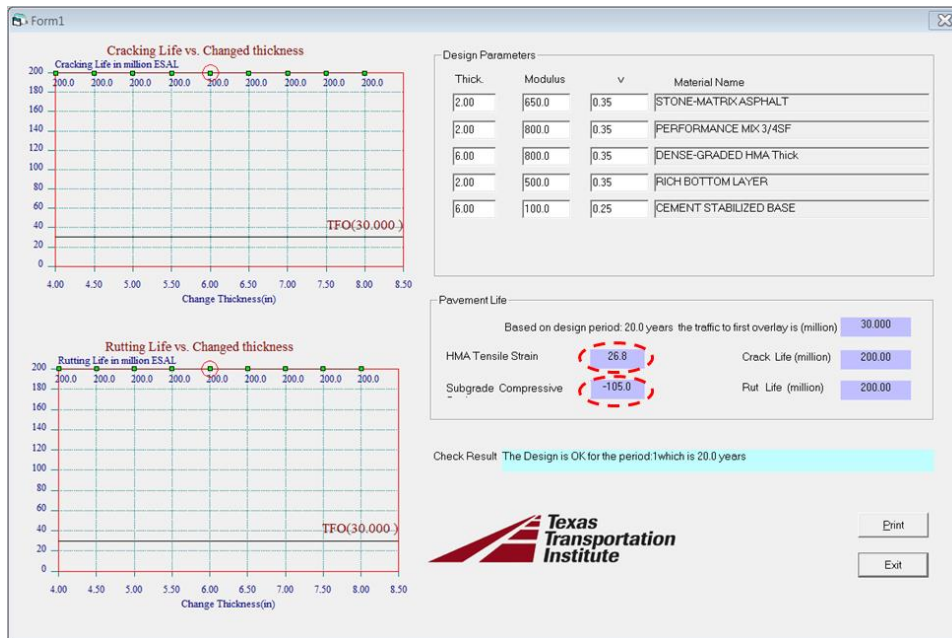 Form1
Cracking Life vs. Changed thickness
Cracking Life in million ESAL
200
200.0 200.0 200.0 200.0 200.0 200.0 200.0 200.0 200.0
180
160
140
120
100
80
60
40
TFO(30.000 )
20
0
4.00 4.50 5.00 5.50 6.00 6.50 7.00 7.50 8.00 8.50
Change Thickness(in)
Rutting Life vs. Changed thickness
Rutting Life in million ESAL
200
200.0 200.0 200.0 200.0 200.0 200.0 200.0 200.0 200.0
180
160
140
120
100
80
60
40
TFO(30.000 )
20
0
4.00 4.50 5.00 5.50 6.00 6.50 7.00 7.50 8.00 8.50
Change Thickness(in)
Design Parameters
Thick. Modulus v Material Name
2.00 650.0 0.35 STONE-MATRIX ASPHALT
2.00 800.0 0.35 PERFORMANCE MIX 3/4SF
6.00 800.0 0.35 DENSE-GRADED HMA Thick
2.00 500.0 0.35 RICH BOTTOM LAYER
6.00 100.0 0.25 CEMENT STABILIZED BASE
Pavement Life
Based on design period: 20.0 years the traffic to first overlay is (million) 30.000
HMA Tensile Strain 26.8 Crack Life (million) 200.00
Subgrade Compressive -105.0 Rut Life (million) 200.00
Check Result The Design is OK for the period:1which is 20.0 years
Texas
Transportation
Institute
Print
Exit